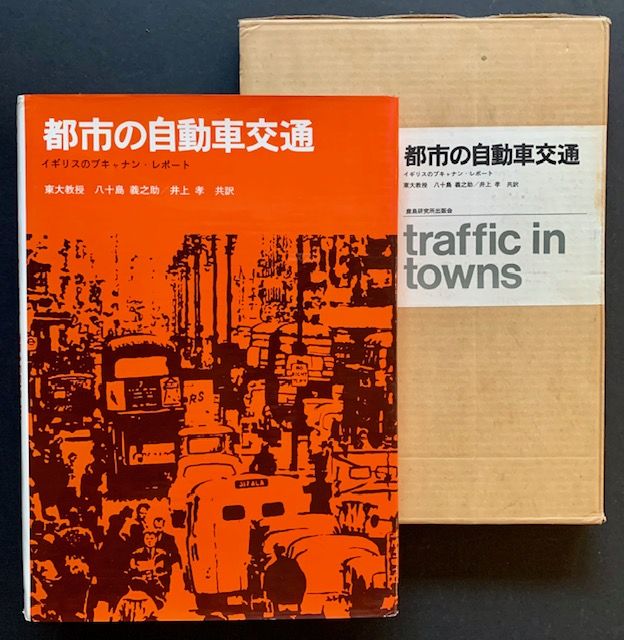 都市の自動車交通
イギリスのブキャナン・レポート
東大教授 八十島 義之助／井上 孝 共訳
RS
31FALA
都市の自動車交通
イギリスのブキャナン・レポート
東大教授 八十島 義之助／井上 孝 共訳
鹿島研究所出版会
traffic in
towns